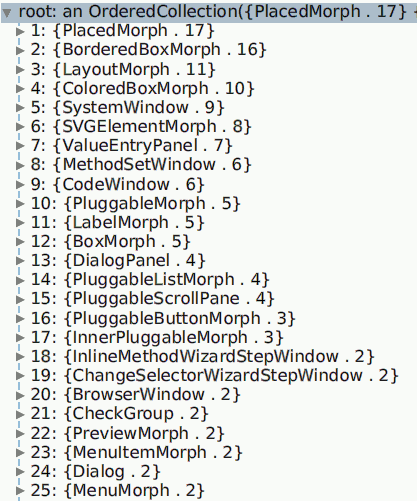 root: an OrderedCollection({PlacedMorph . 17} {
1: {PlacedMorph . 17}
2: {BorderedBoxMorph . 16}
3: {LayoutMorph . 11}
4: {ColoredBoxMorph . 10}
5: {SystemWindow . 9}
6: {SVGElementMorph . 8}
7: {ValueEntryPanel . 7}
8: {MethodSetWindow . 6}
9: {CodeWindow . 6}
10: {PluggableMorph . 5}
11: {LabelMorph . 5}
12: {BoxMorph . 5}
13: {DialogPanel . 4}
14: {PluggableListMorph . 4}
15: {PluggableScrollPane . 4}
16: {PluggableButtonMorph . 3}
17: {InnerPluggableMorph . 3}
18: {InlineMethodWizardStepWindow . 2}
19: {ChangeSelectorWizardStepWindow . 2}
20: {BrowserWindow . 2}
21: {CheckGroup . 2}
22: {PreviewMorph . 2}
23: {MenuItemMorph . 2}
24: {Dialog . 2}
25: {MenuMorph . 2}